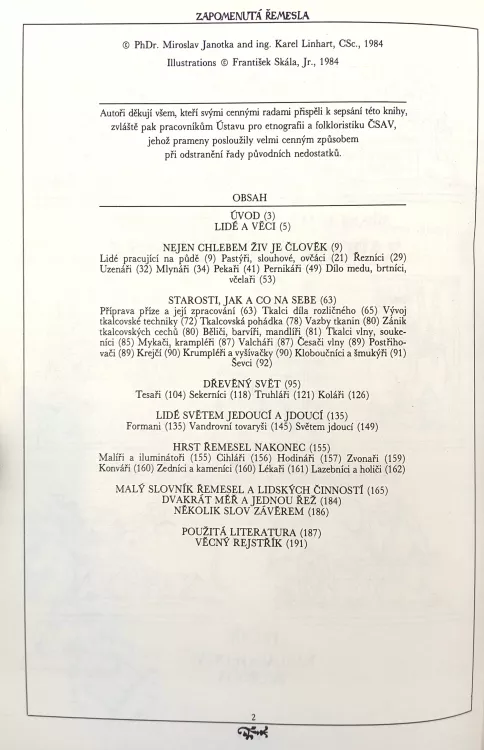 ZAPOMENUTÁ ŘEMESLA
© PhDr. Miroslav Janotka and ing. Karel Linhart, CSc., 1984
Illustrations © František Skála, Jr., 1984
Autoři děkují všem, kteří svými cennými radami přispěli k sepsání této knihy,
zvláště pak pracovníkům Ústavu pro etnografii a folkloristiku ČSAV,
jehož prameny posloužily velmi cenným způsobem
při odstranění řady původních nedostatků.
OBSAH
ÚVOD (3)
LIDÉ A VĚCI (5)
NEJEN CHLEBEM ŽIV JE ČLOVĚK (9)
Lidé pracující na půdě (9) Pastýři, slouhové, ovčáci (21) Řezníci (29)
Uzenáři (32) Mlynáři (34) Pekaři (41) Pernikáři (49) Dílo medu, brtníci,
včelaři (53)
STAROSTI, JAK A CO NA SEBE (63)
Příprava příze a její zpracování (63) Tkalci díla rozličného (65) Vývoj
tkalcovské techniky (72) Tkalcovská pohádka (78) Vazby tkanin (80) Zánik
tkalcovských cechů (80) Běliči, barvíři, mandlíři (81) Tkalci vlny, souke-
níci (85) Mykači, krampléři (87) Valcháři (87) Česači vlny (89) Postřiho-
vači (89) Krejčí (90) Krumpléři a vyšívačky (90) Kloboučníci a šmukýři (91)
Ševci (92)
DŘEVĚNÝ SVĚT (95)
Tesaři (104) Sekerníci (118) Truhláři (121) Koláři (126)
LIDÉ SVĚTEM JEDOUCÍ A JDOUCÍ (135)
Formani (135) Vandrovní tovaryši (145) Světem jdoucí (149)
HRST ŘEMESEL NAKONEC (155)
Malíři a iluminátoři (155) Cihláři (156) Hodináři (157) Zvonaři (159)
Konváři (160) Zedníci a kameníci (160) Lékaři (161) Lazebníci a holiči (162)
MALÝ SLOVNÍK ŘEMESEL A LIDSKÝCH ČINNOSTÍ (165)
DVAKRÁT MĚŘ A JEDNOU ŘEŽ (184)
NĚKOLIK SLOV ZÁVĚREM (186)
POUŽITÁ LITERATURA (187)
VĚCNÝ REJSTŘÍK (191)
2